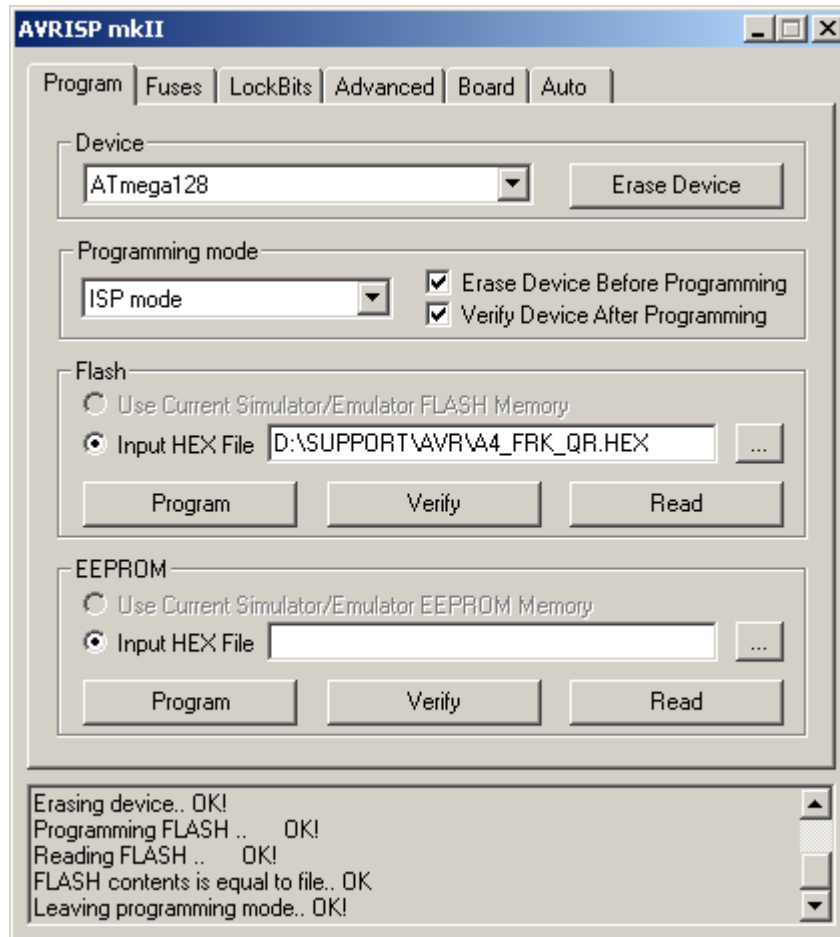 AVRISP mkII
Program Fuses LockBits Advanced Board Auto
Device
ATmega128 Erase Device
Programming mode
ISP mode Erase Device Before Programming
Verify Device After Programming
Flash
Use Current Simulator/Emulator FLASH Memory
Input HEX File D:\SUPPORT\AVR\A4_FRK_QR.HEX ...
Program Verify Read
EEPROM
Use Current Simulator/Emulator EEPROM Memory
Input HEX File ...
Program Verify Read
Erasing device.. OK!
Programming FLASH .. OK!
Reading FLASH .. OK!
FLASH contents is equal to file.. OK
Leaving programming mode.. OK!